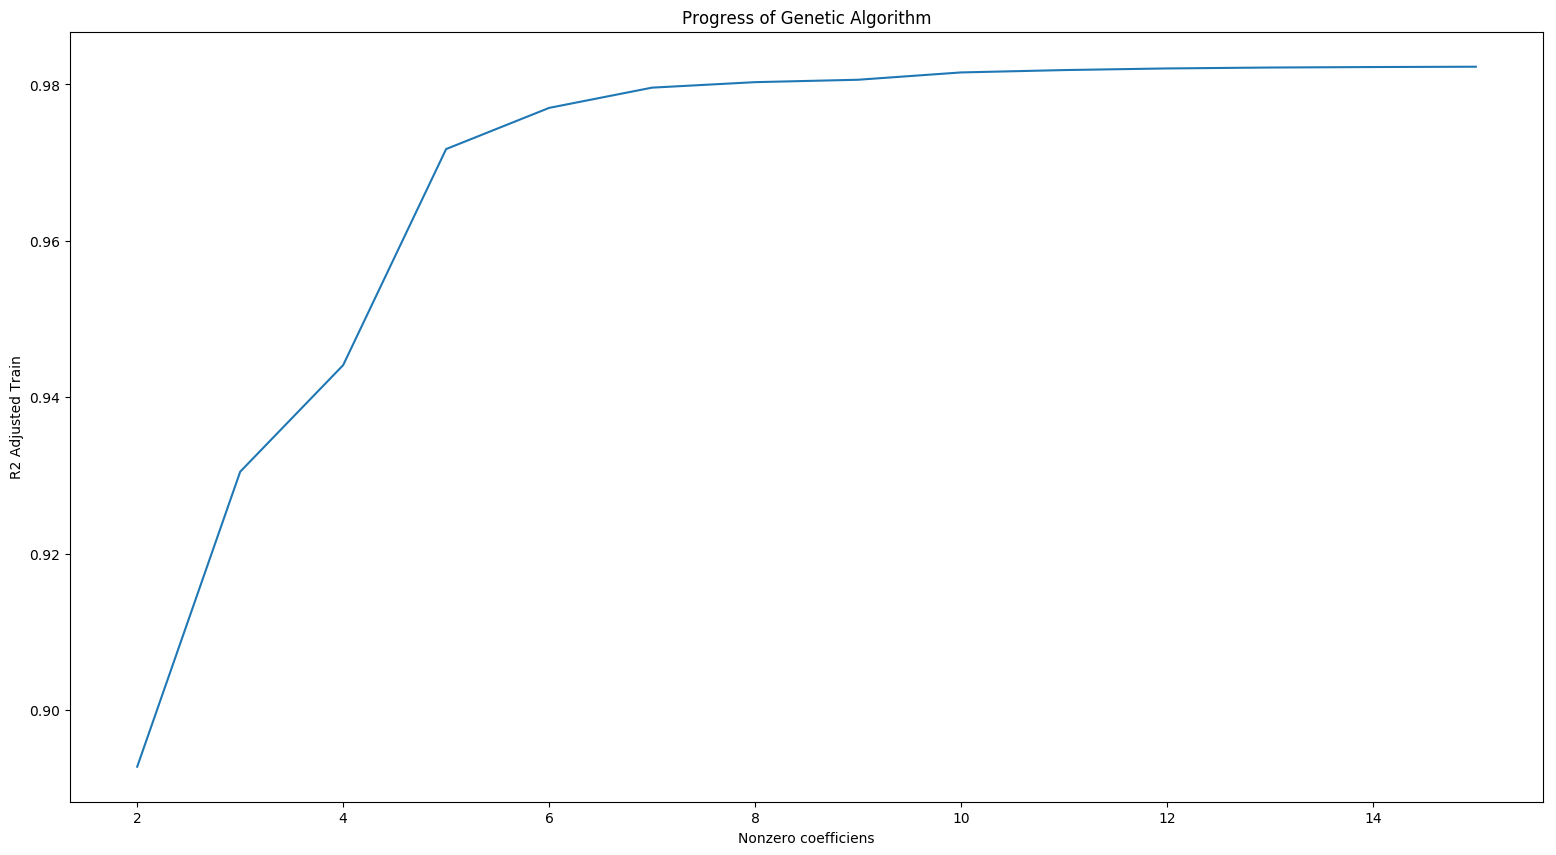 Progress of Genetic Algorithm
0.98
0.96
0.94
0.92
0.90
R2 Adjusted Train
2 4 6 8 10 12 14
Nonzero coefficiens